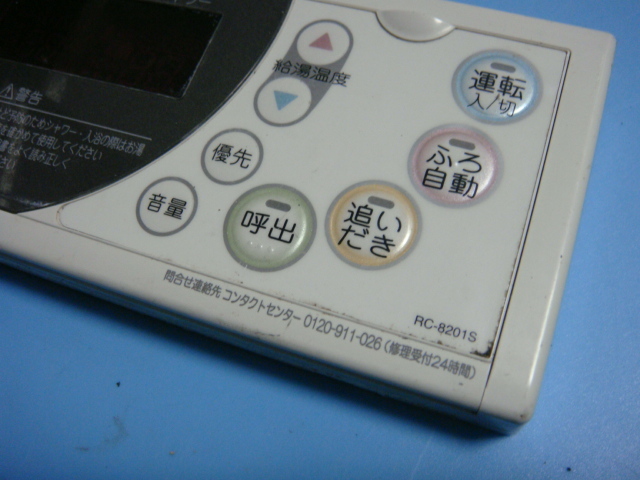 給湯温度
運転
入/切
ふろ
自動
優先
音量
呼出
追い
だき
警告
RC-8201S
問合せ連絡先 コンタクトセンター 0120-911-026 (修理受付24時間)